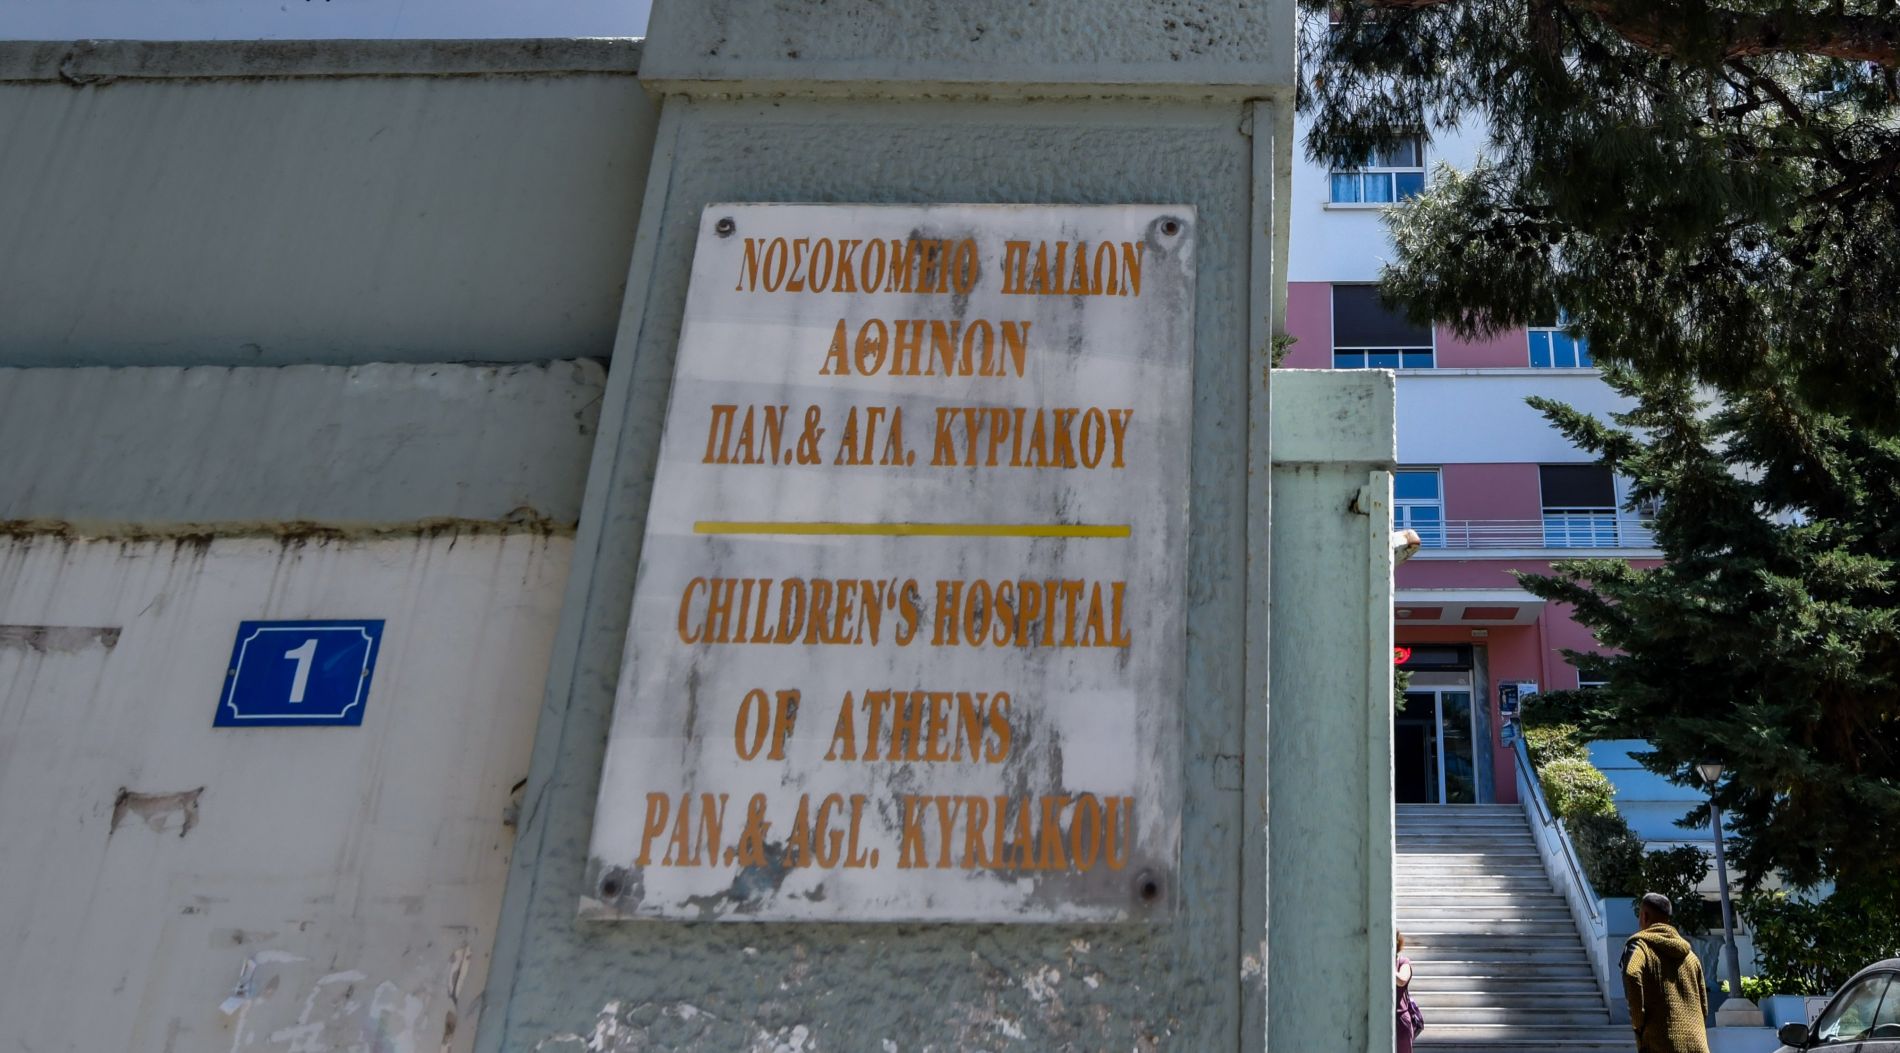 ΝΟΣΟΚΟΜΕΙΟ ΠΑΙΔΩΝ
ΑΘΗΝΩΝ
ΠΑΝ.& ΑΓΛ. ΚΥΡΙΑΚΟΥ
CHILDREN‘S HOSPITAL
OF ATHENS
PAN.& AGL. KYRIAKOU
1